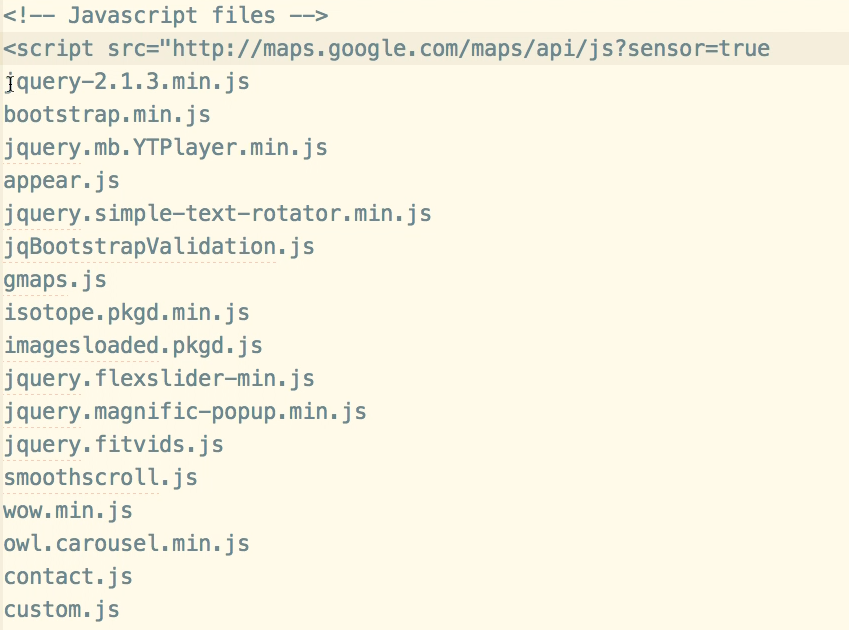 <!-- Javascript files -->
<script src="http://maps.google.com/maps/api/js?sensor=true
jquery-2.1.3.min.js
bootstrap.min.js
jquery.mb.YTPlayer.min.js
appear.js
jquery.simple-text-rotator.min.js
jqBootstrapValidation.js
gmaps.js
isotope.pkgd.min.js
imagesloaded.pkgd.js
jquery.flexslider-min.js
jquery.magnific-popup.min.js
jquery.fitvids.js
smoothscroll.js
wow.min.js
owl.carousel.min.js
contact.js
custom.js